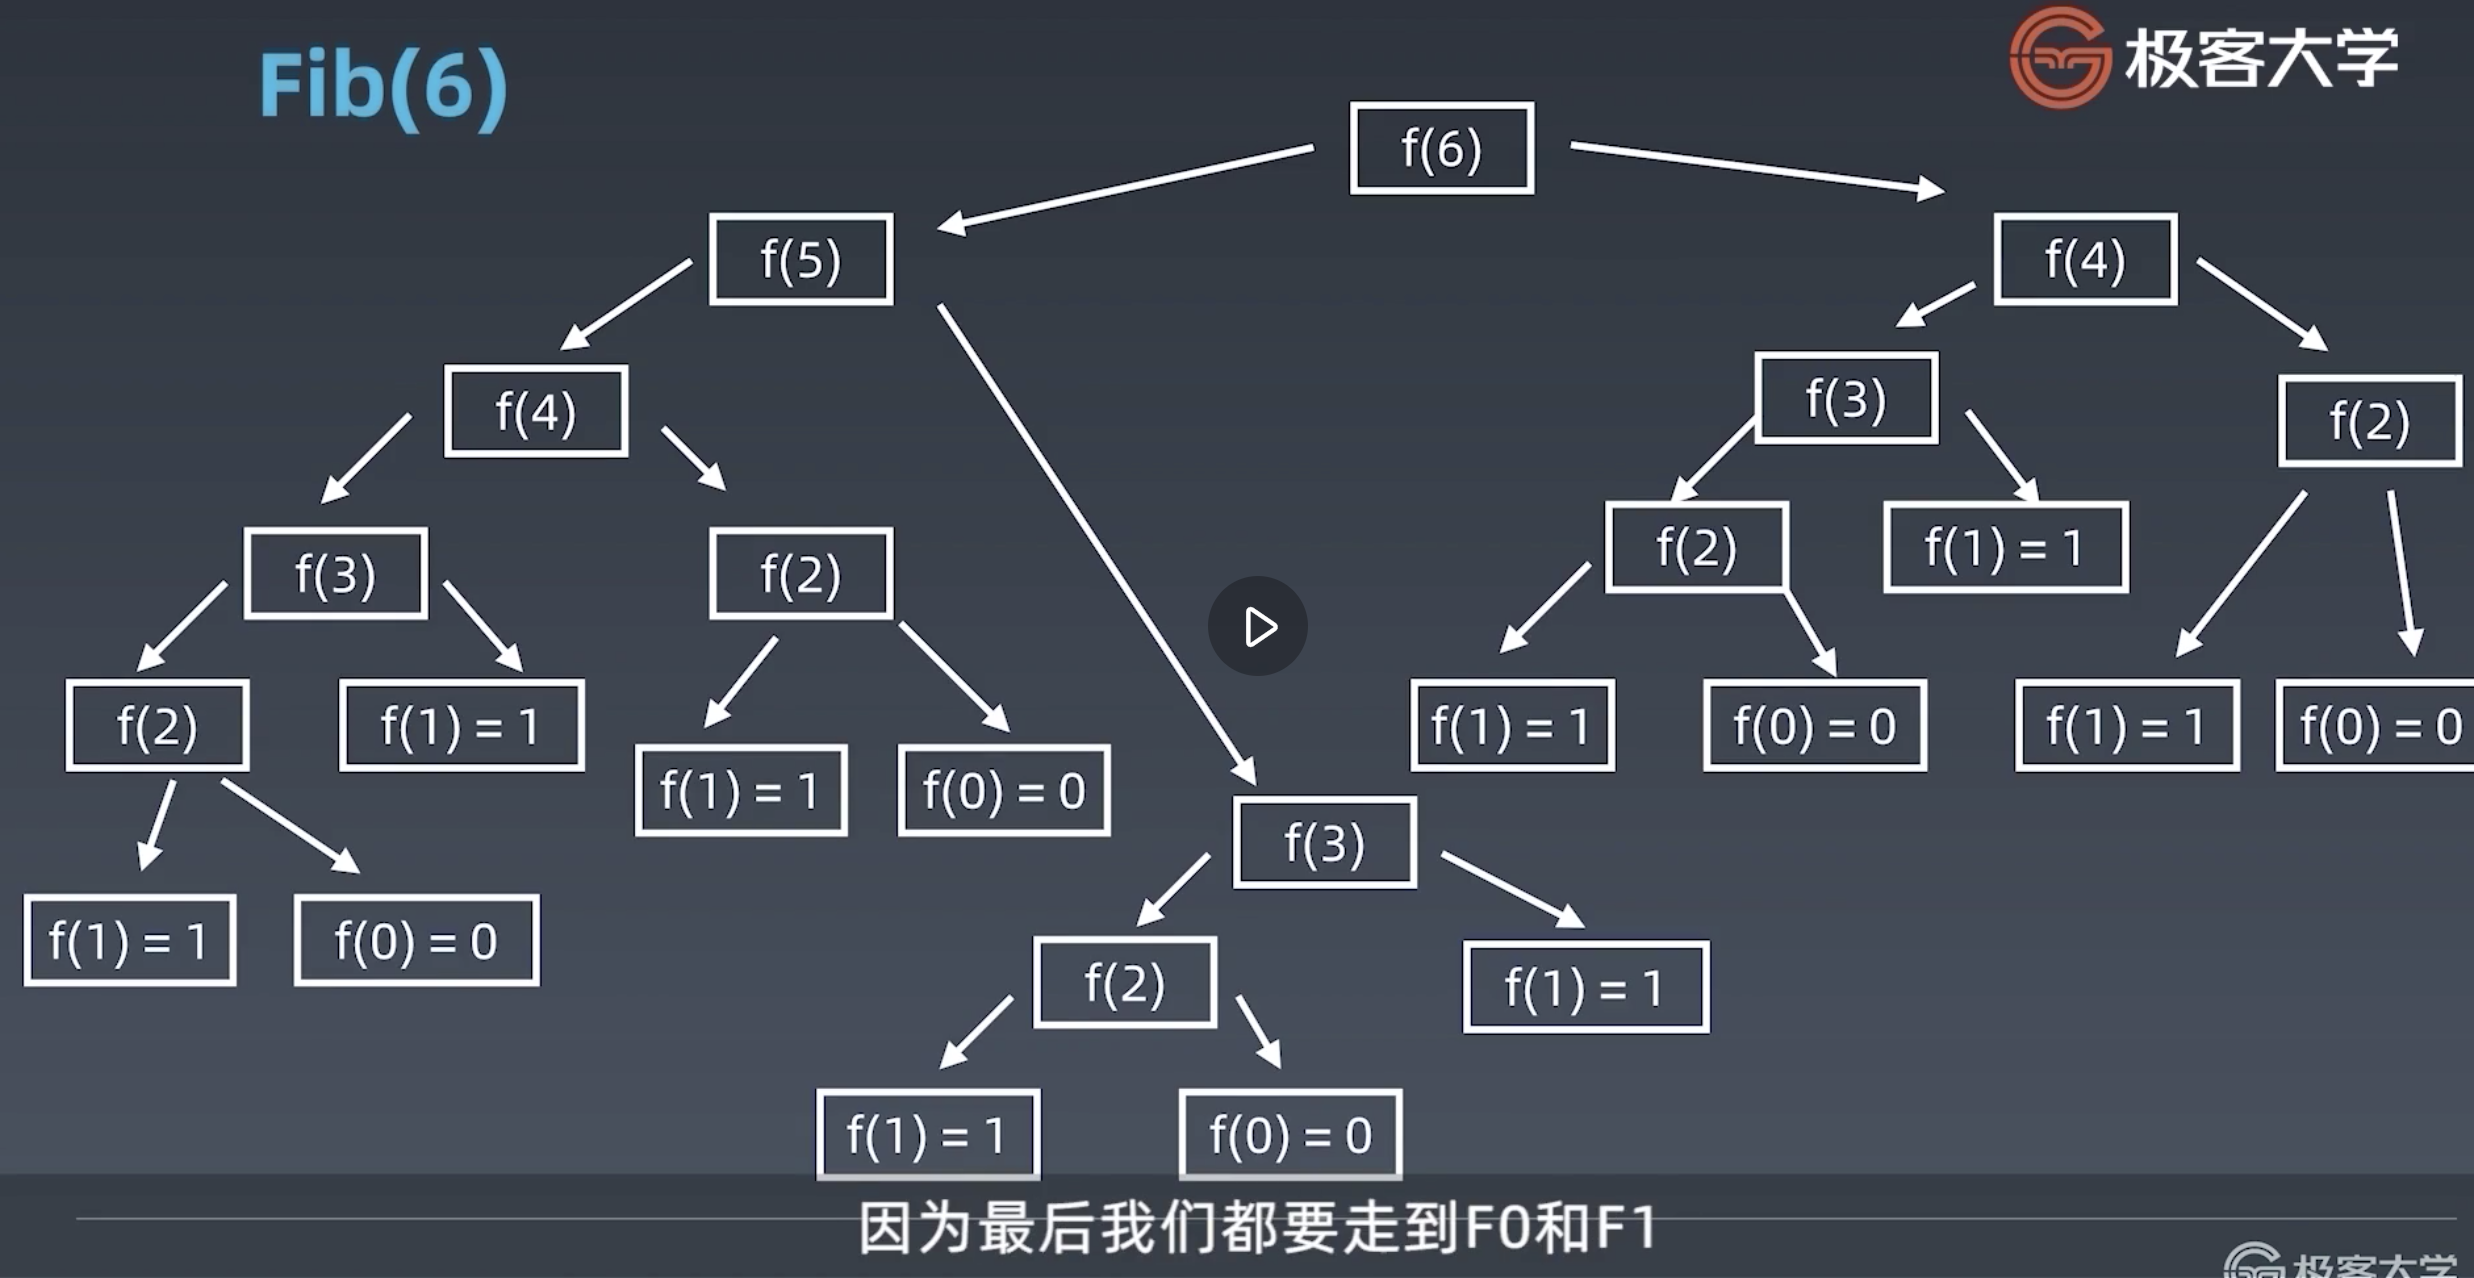 Fib(6)
极客大学
f(6)
f(5)
f(4)
f(4)
f(3)
f(2)
f(3)
f(2)
f(2)
f(1) = 1
f(2)
f(1) = 1
f(1) = 1
f(0) = 0
f(1) = 1
f(0) = 0
f(1) = 1
f(0) = 0
f(3)
f(1) = 1
f(0) = 0
f(2)
f(1) = 1
f(1) = 1
f(0) = 0
因为最后我们都要走到F0和F1
极客大学